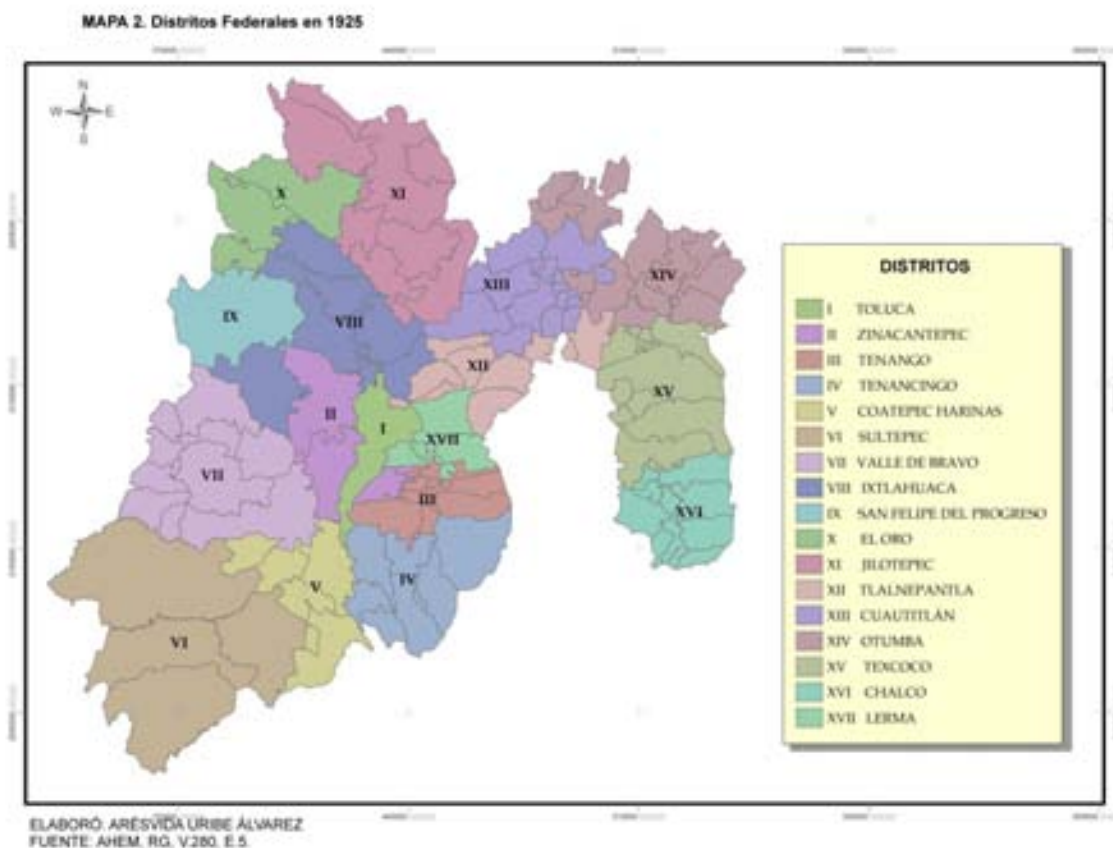 MAPA 2. Distritos Federales en 1925
N
W E
S
X
XI
XIII
XIV
IX
VIII
XII
XV
II
I
XVII
VII
III
XVI
V
IV
VI
DISTRITOS
I TOLUCA
II ZINACANTEPEC
III TENANGO
IV TENANCINGO
V COATEPEC HARINAS
VI SULTEPEC
VII VALLE DE BRAVO
VIII IXTLAHUACA
IX SAN FELIPE DEL PROGRESO
X EL ORO
XI JILOTEPEC
XII TLALNEPANTLA
XIII CUAUTITLÁN
XIV OTUMBA
XV TEXCOCO
XVI CHALCO
XVII LERMA
ELABORÓ: ARESVIDA URIBE ÁLVAREZ
FUENTE: AHEM. RG. V.280. E.5.